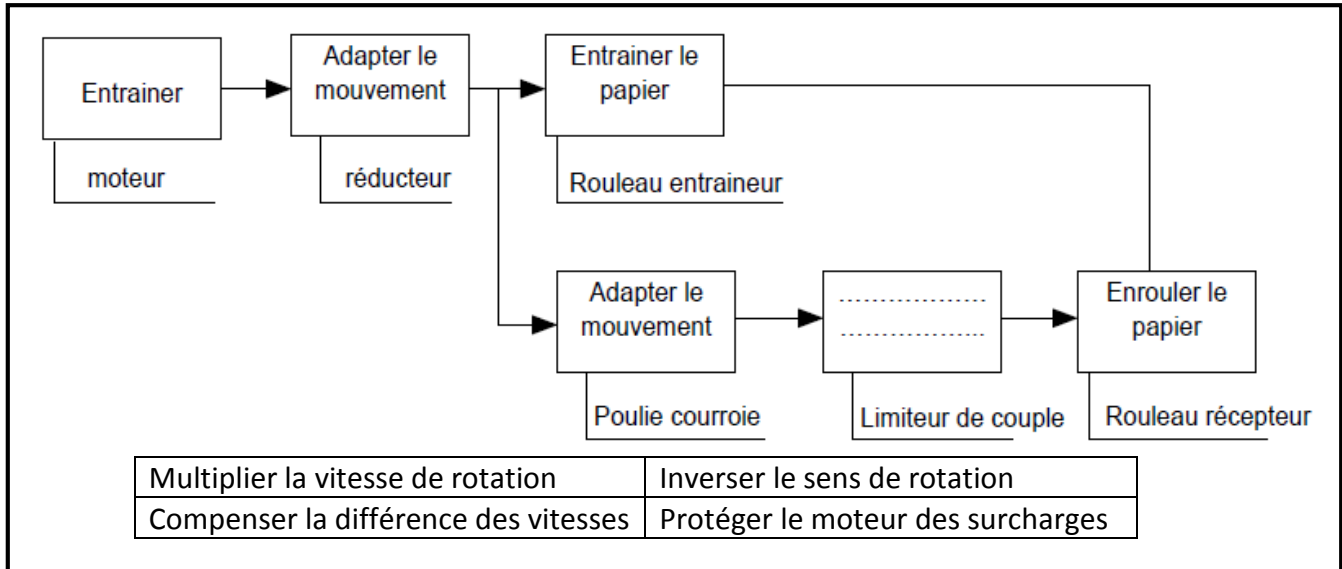 Entrainer
Adapter le
mouvement
Entrainer le
papier
moteur
réducteur
Rouleau entraineur
Adapter le
mouvement
………………
……………..
Enrouler le
papier
Poulie courroie
Limiteur de couple
Rouleau récepteur
Multiplier la vitesse de rotation
Inverser le sens de rotation
Compenser la différence des vitesses
Protéger le moteur des surcharges